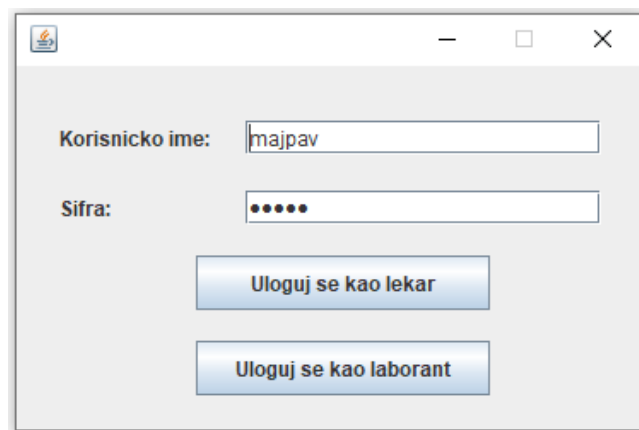 Korisnicko ime: majpav
Sifra: •••••
Uloguj se kao lekar
Uloguj se kao laborant